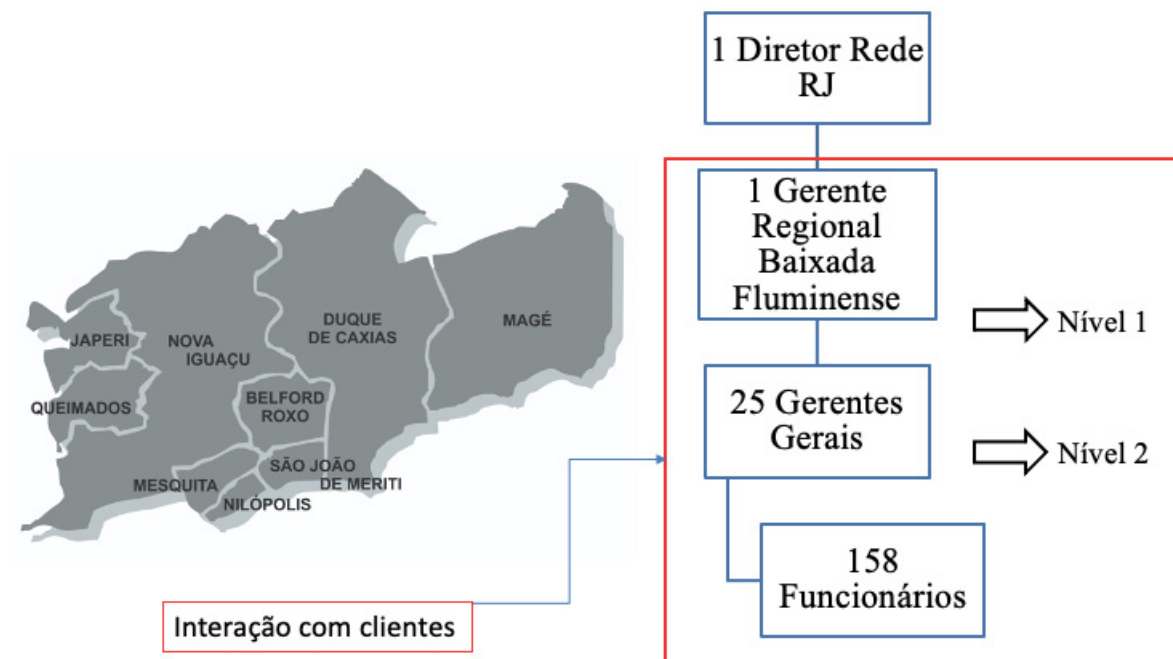 1 Diretor Rede
RJ
1 Gerente
Regional
Baixada
Fluminense
Nível 1
25 Gerentes
Gerais
Nível 2
158
Funcionários
JAPERI
NOVA
IGUAÇU
DUQUE
DE CAXIAS
MAGÉ
QUEIMADOS
BELFORD
ROXO
SÃO JOÃO
DE MERITI
MESQUITA
NILÓPOLIS
Interação com clientes